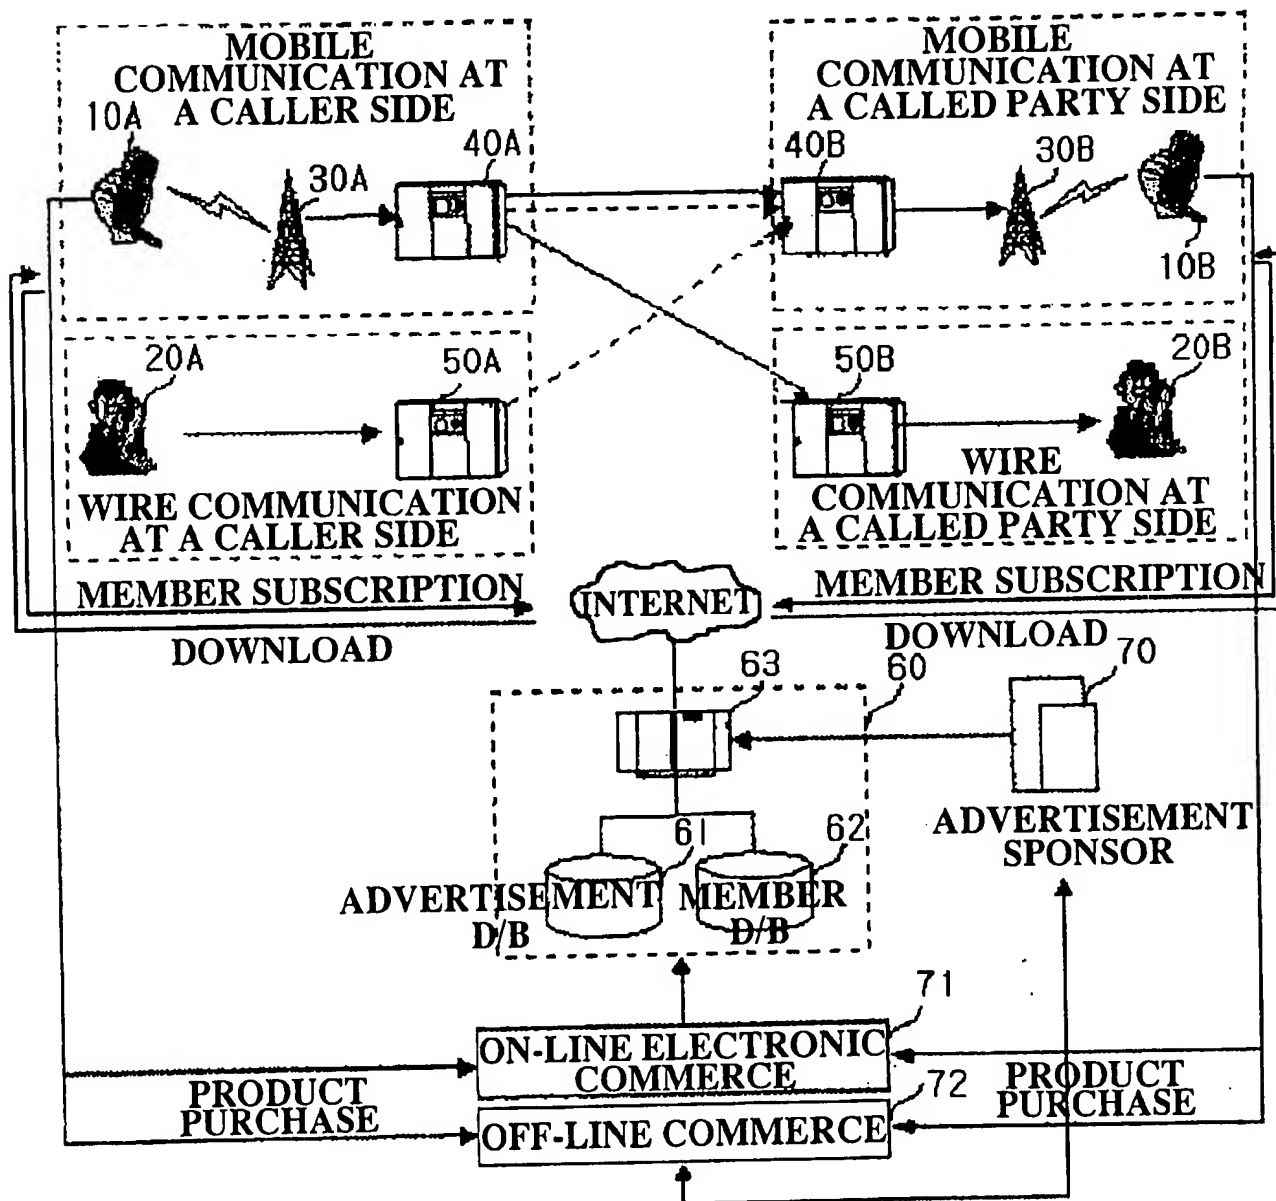 MOBILE
COMMUNICATION AT
A CALLER SIDE
10A
30A
40A
MOBILE
COMMUNICATION AT
A CALLED PARTY SIDE
40B
30B
10B
20A
50A
WIRE COMMUNICATION
AT A CALLER SIDE
50B
20B
WIRE
COMMUNICATION AT
A CALLED PARTY SIDE
MEMBER SUBSCRIPTION
DOWNLOAD
INTERNET
MEMBER SUBSCRIPTION
DOWNLOAD
63
60
70
ADVERTISEMENT
SPONSOR
61
62
ADVERTISEMENT
D/B
MEMBER
D/B
71
ON-LINE ELECTRONIC
COMMERCE
72
OFF-LINE COMMERCE
PRODUCT
PURCHASE
PRODUCT
PURCHASE